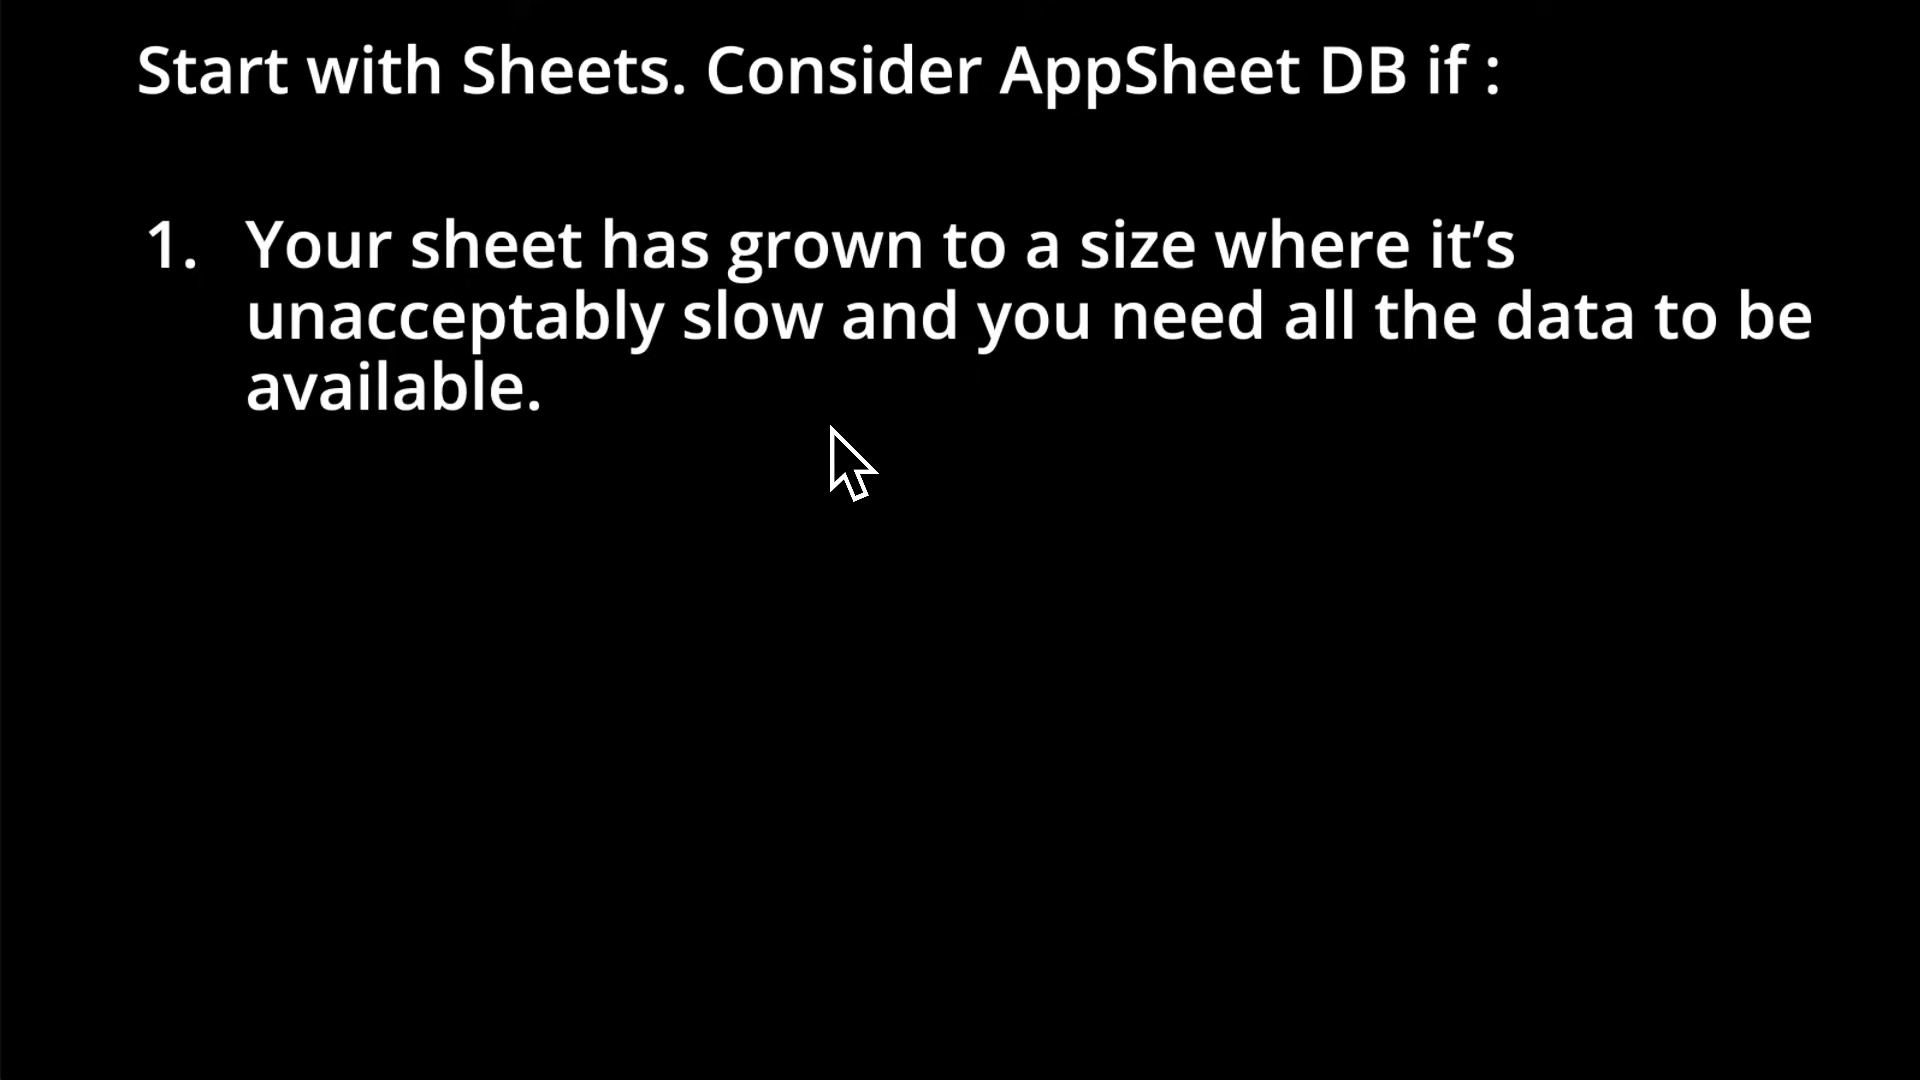 Start with Sheets. Consider AppSheet DB if :
1. Your sheet has grown to a size where it’s
unacceptably slow and you need all the data to be
available.